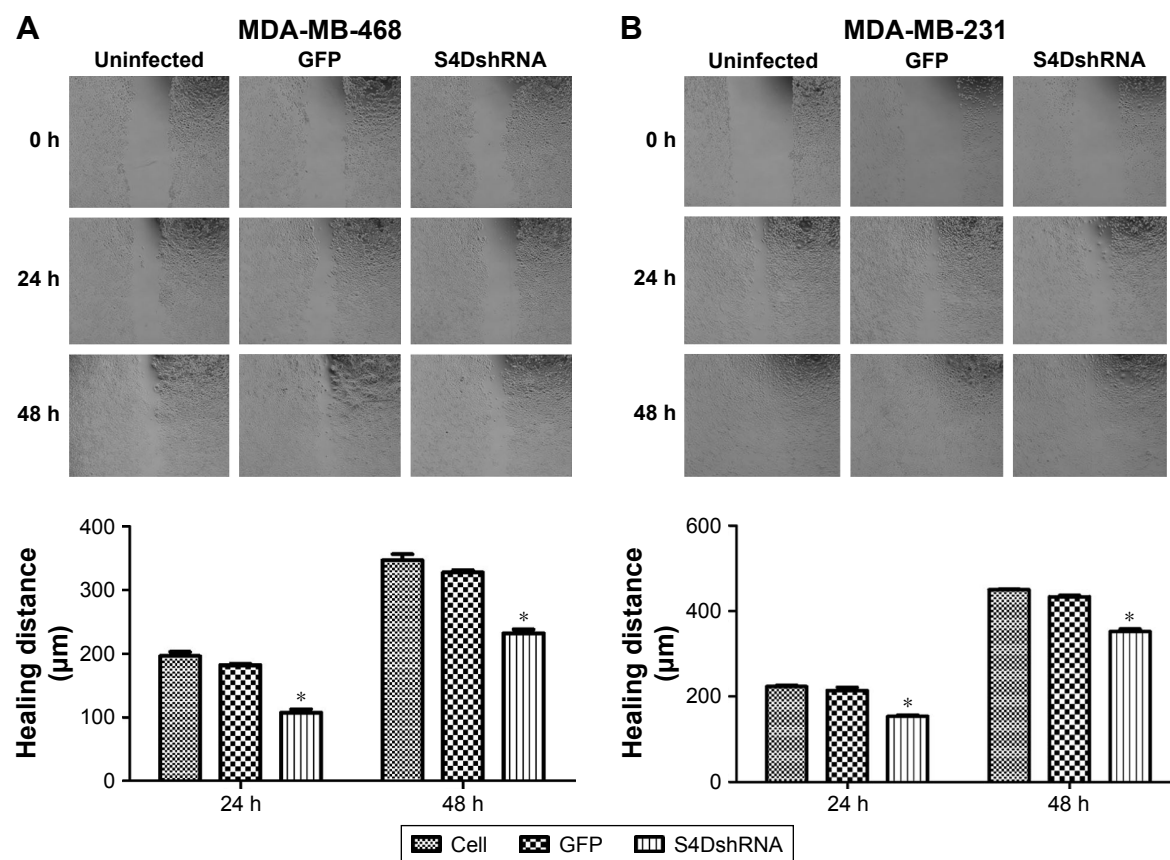 A
MDA-MB-468
Uninfected GFP S4DshRNA
0 h
24 h
48 h
Healing distance
(µm)
400
300
200
100
0
*
*
24 h 48 h
B
MDA-MB-231
Uninfected GFP S4DshRNA
0 h
24 h
48 h
Healing distance
(µm)
600
400
200
0
*
*
24 h 48 h
Cell GFP S4DshRNA